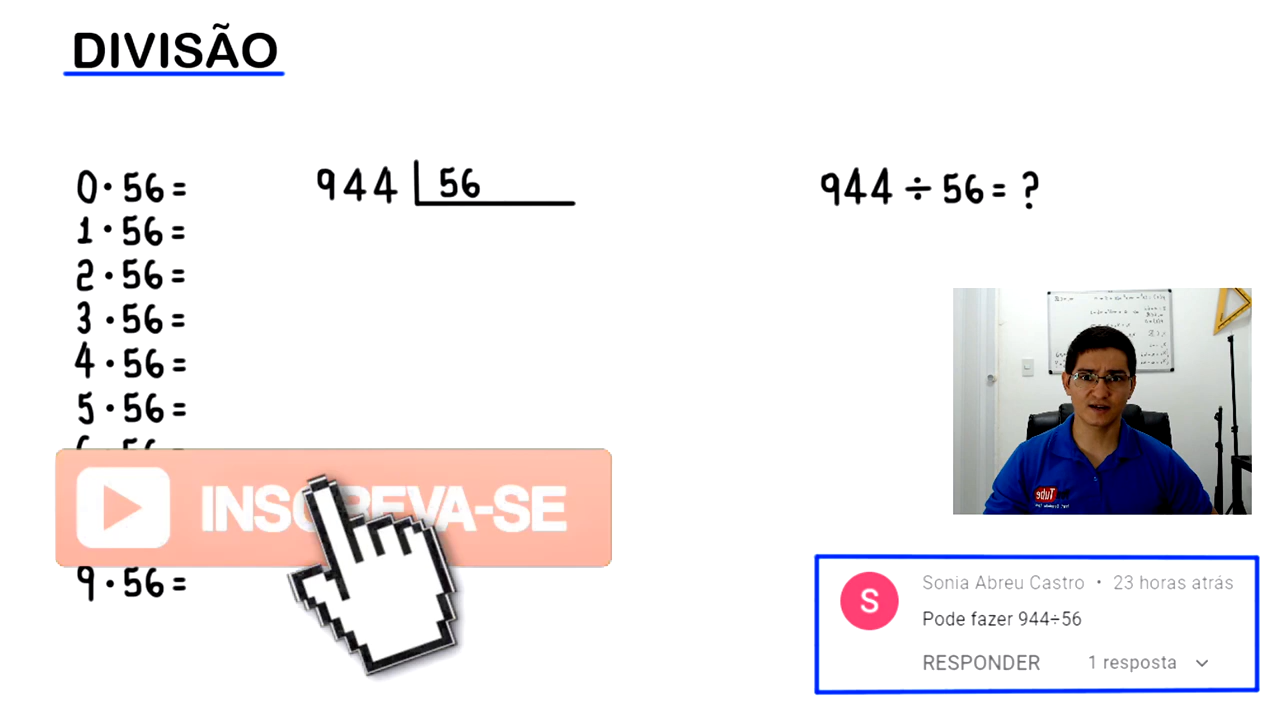 DIVISÃO
0 · 56 =
1 · 56 =
2 · 56 =
3 · 56 =
4 · 56 =
5 · 56 =
INSCREVA-SE
9 · 56 =
944 56
944 ÷ 56 = ?
Sonia Abreu Castro • 23 horas atrás
S
Pode fazer 944÷56
RESPONDER 1 resposta